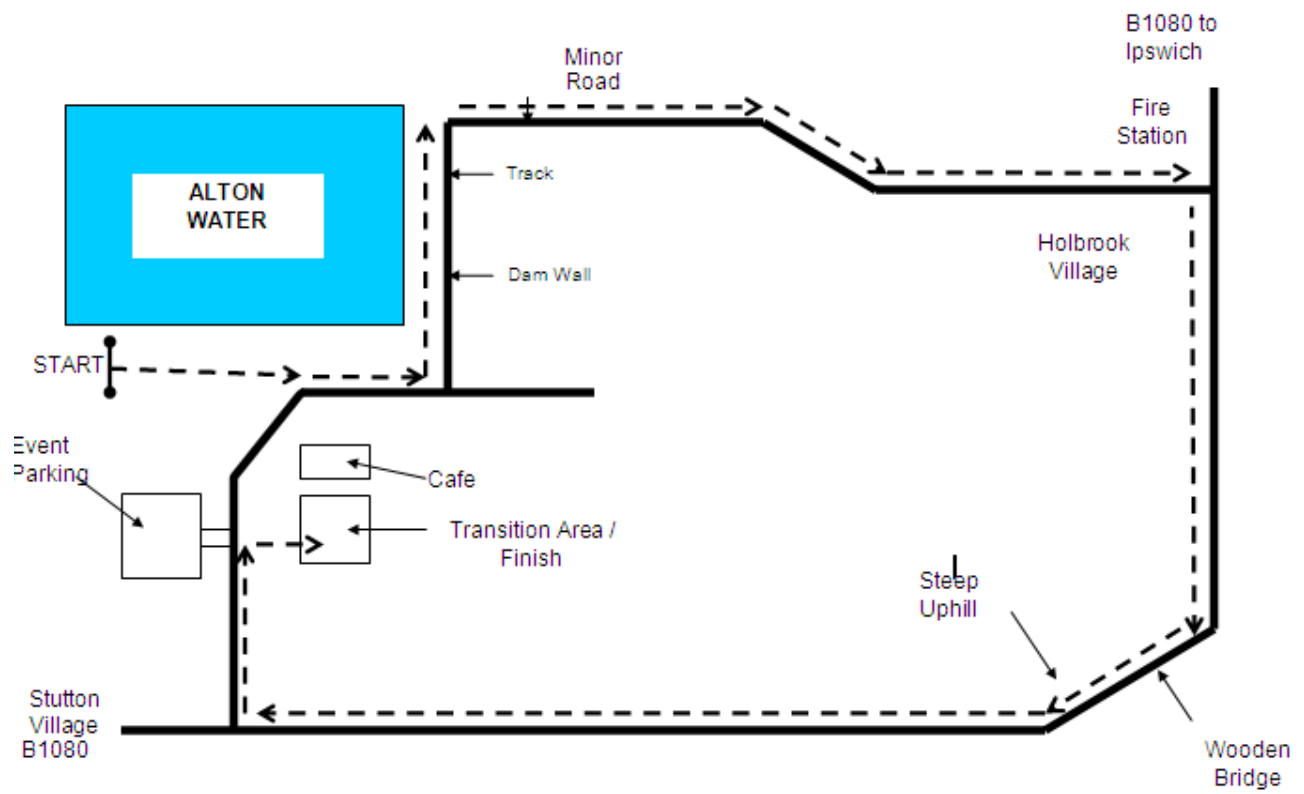 B1080 to
Ipswich
Minor
Road
Fire
Station
Track
ALTON
WATER
Holbrook
Village
Dam Wall
START
Event
Parking
Cafe
Transition Area /
Finish
Steep
Uphill
Stutton
Village
B1080
Wooden
Bridge